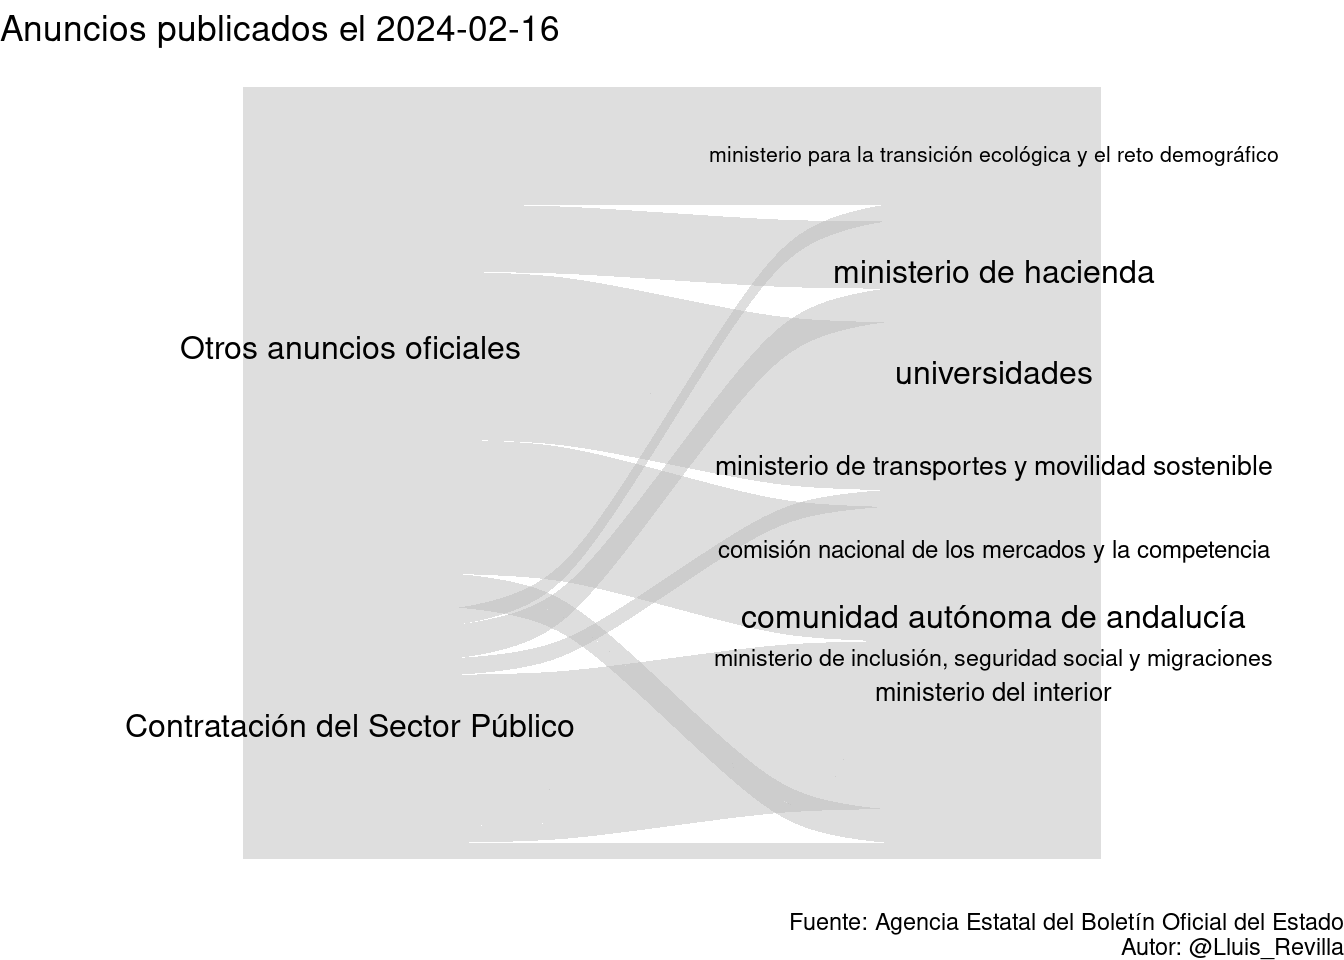 Anuncios publicados el 2024-02-16
ministerio para la transición ecológica y el reto demográfico
ministerio de hacienda
Otros anuncios oficiales
universidades
ministerio de transportes y movilidad sostenible
comisión nacional de los mercados y la competencia
comunidad autónoma de andalucía
ministerio de inclusión, seguridad social y migraciones
ministerio del interior
Contratación del Sector Público
Fuente: Agencia Estatal del Boletín Oficial del Estado
Autor: @Lluis_Revilla